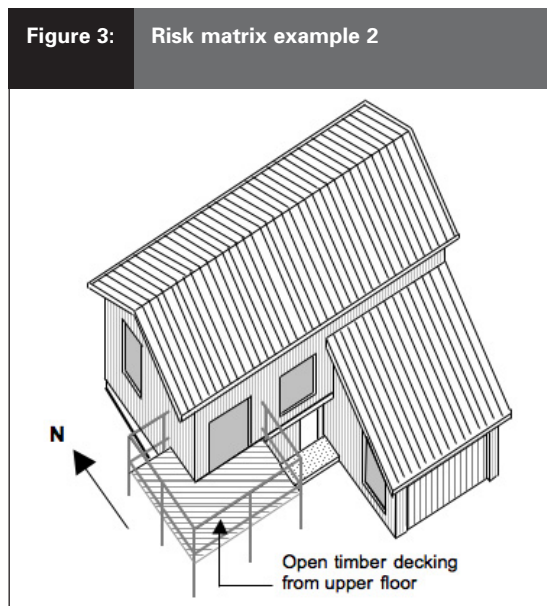 Figure 3: Risk matrix example 2
N
Open timber decking
from upper floor